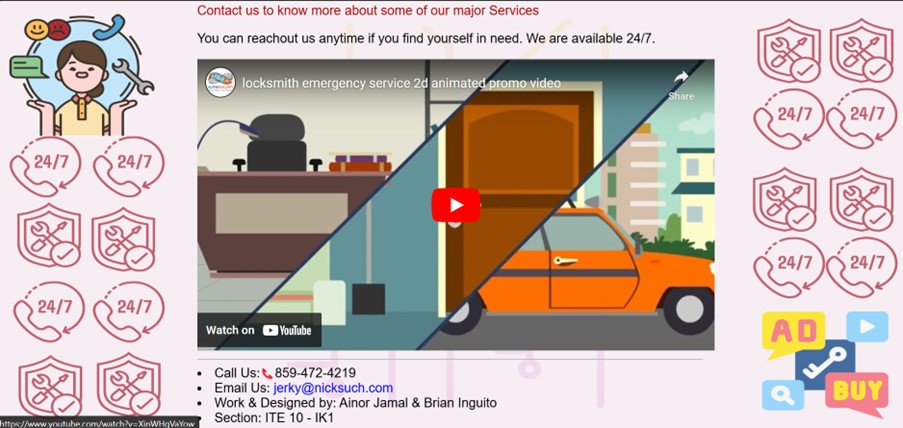 Contact us to know more about some of our major Services
You can reachout us anytime if you find yourself in need. We are available 24/7.
locksmith emergency service 2d animated promo video
Share
24/7 24/7
24/7 24/7
24/7 24/7
24/7 24/7
Watch on YouTube
AD
BUY
Call Us: 859-472-4219
Email Us: jerky@nicksuch.com
Work & Designed by: Ainor Jamal & Brian Inguito
Section: ITE 10 - IK1
https://www.youtube.com/watch?v=XinWHqVaYow